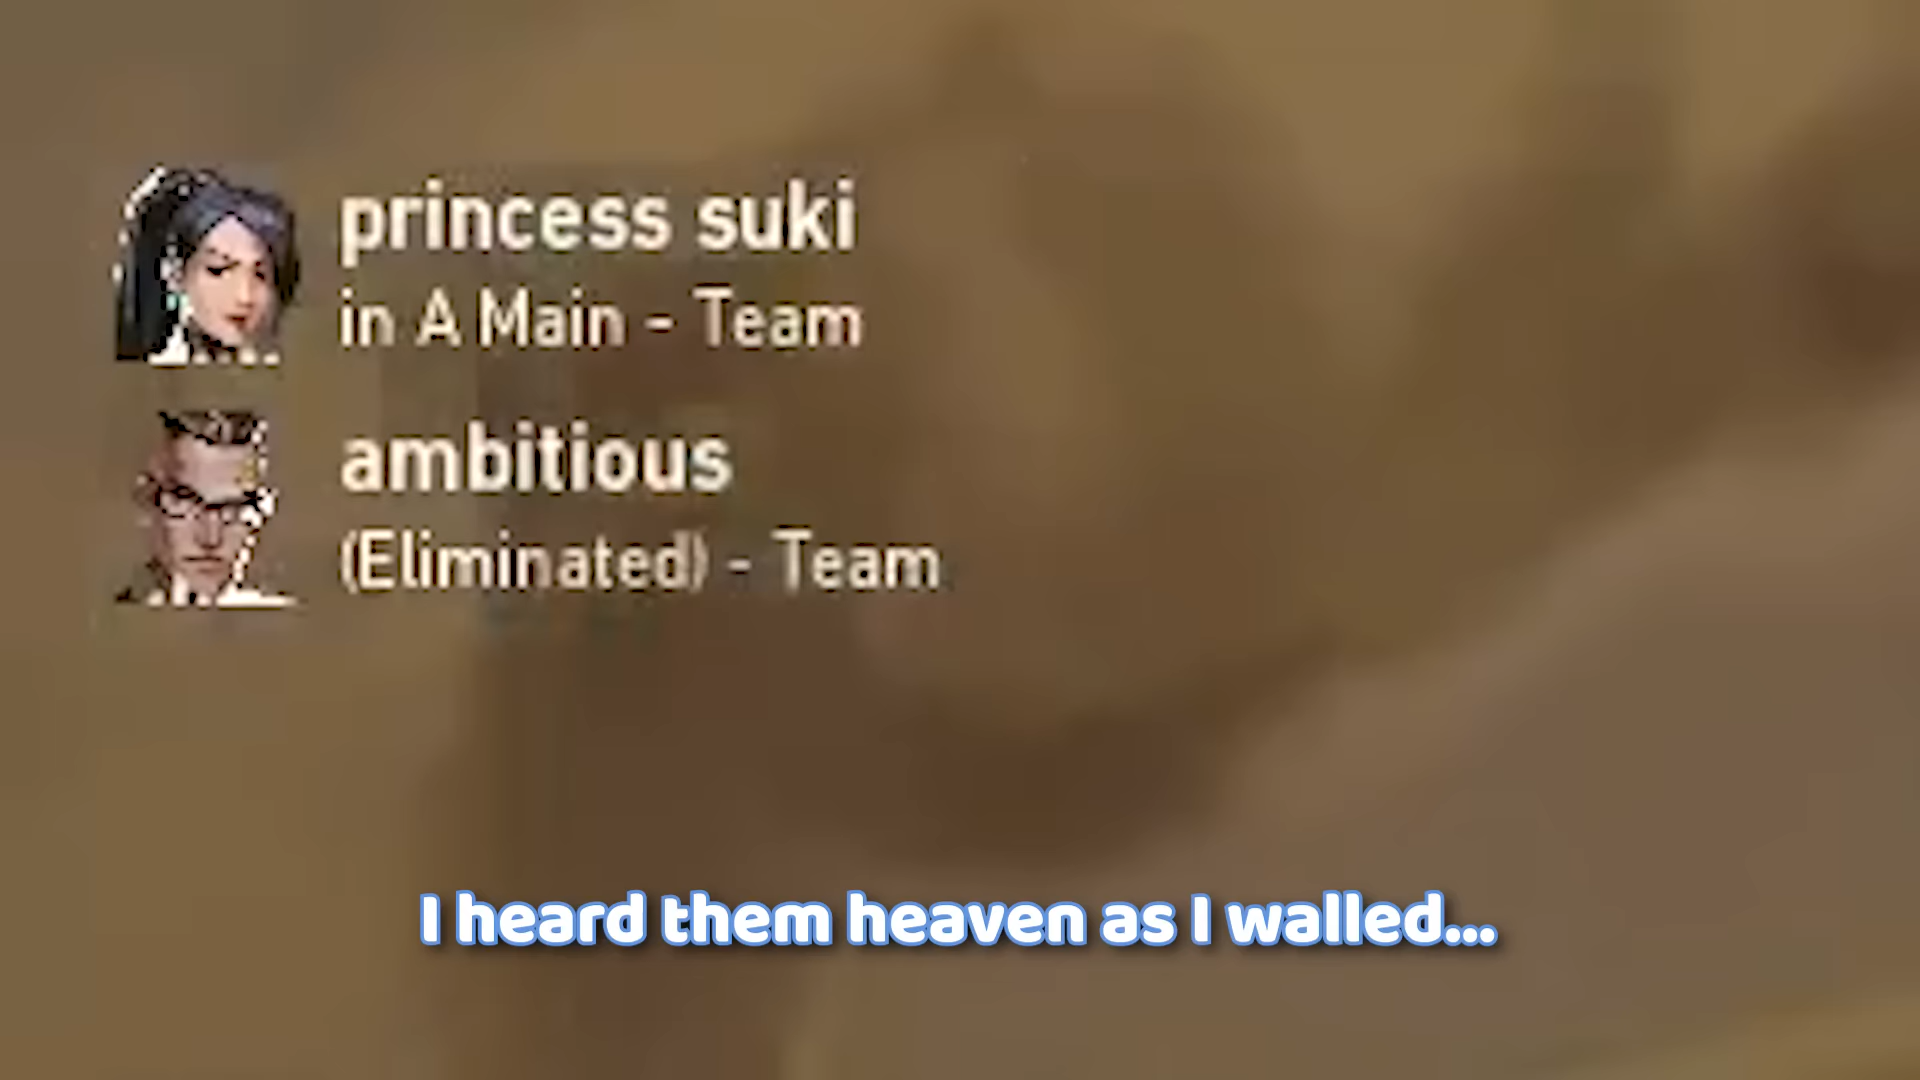 princess suki
in A Main - Team
ambitious
(Eliminated) - Team
I heard them heaven as I walled...